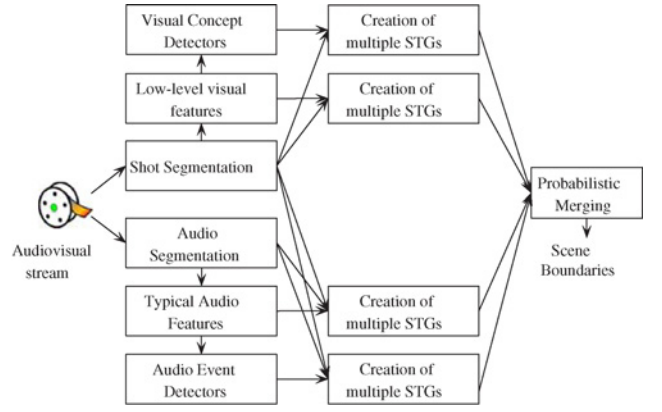 Visual Concept
Detectors
Creation of
multiple STGs
Low-level visual
features
Creation of
multiple STGs
Shot Segmentation
Probabilistic
Merging
Audiovisual
stream
Audio
Segmentation
Scene
Boundaries
Typical Audio
Features
Creation of
multiple STGs
Audio Event
Detectors
Creation of
multiple STGs